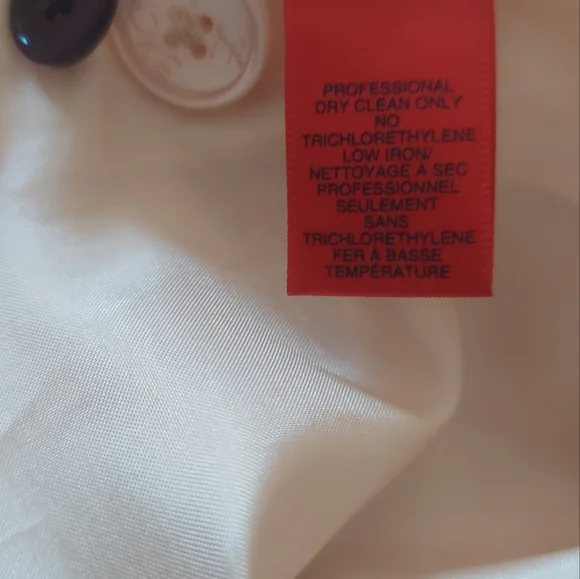 PROFESSIONAL
DRY CLEAN ONLY
NO
TRICHLORETHYLENE
LOW IRON/
NETTOYAGE À SEC
PROFESSIONNEL
SEULEMENT
SANS
TRICHLORETHYLENE
FER À BASSE
TEMPÉRATURE